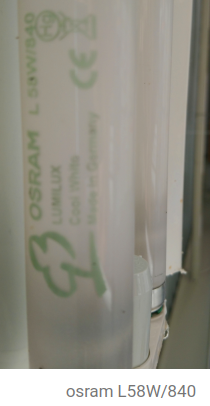 OSRAM L 58W/840
LUMILUX
Cool White
Made in Germany
CE
osram L58W/840